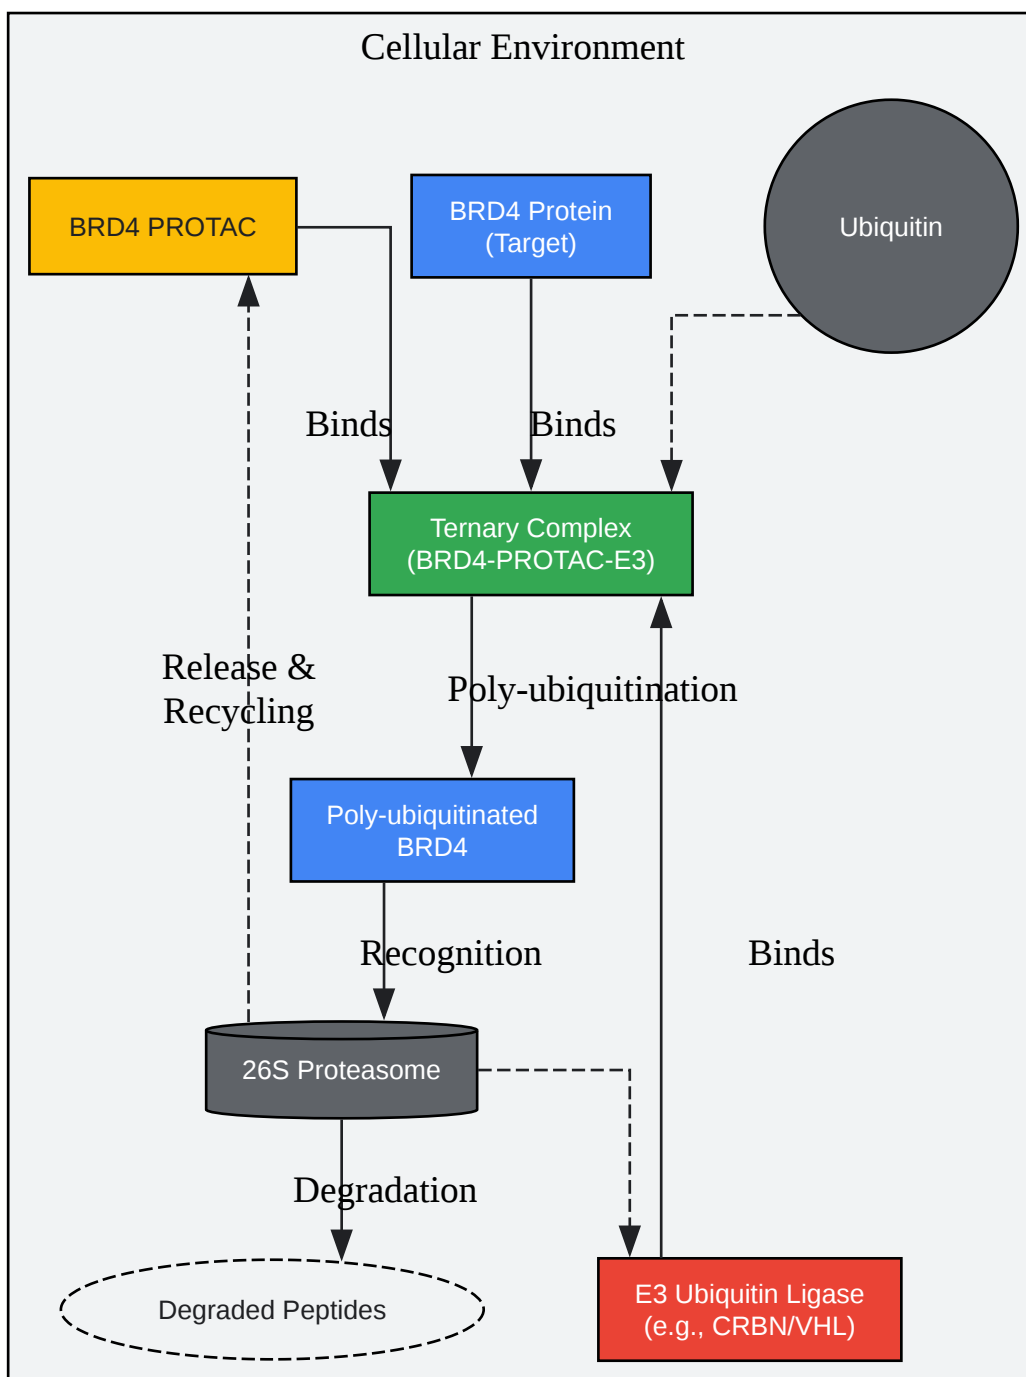 Cellular Environment
BRD4 PROTAC
BRD4 Protein
(Target)
Ubiquitin
Binds
Binds
Ternary Complex
(BRD4-PROTAC-E3)
Release &
Recycling
Poly-ubiquitination
Poly-ubiquitinated
BRD4
Recognition
Binds
26S Proteasome
Degradation
Degraded Peptides
E3 Ubiquitin Ligase
(e.g., CRBN/VHL)